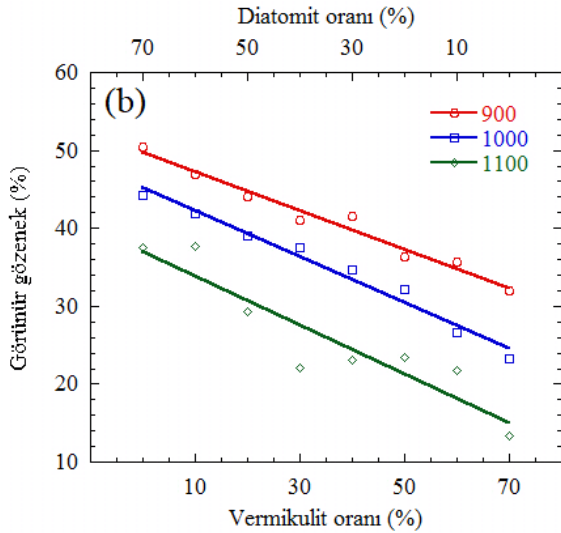 Diatomit oranı (%)
70 50 30 10
60
(b)
900
1000
1100
50
40
30
20
10
Görünür gözenek (%)
10 30 50 70
Vermikulit oranı (%)